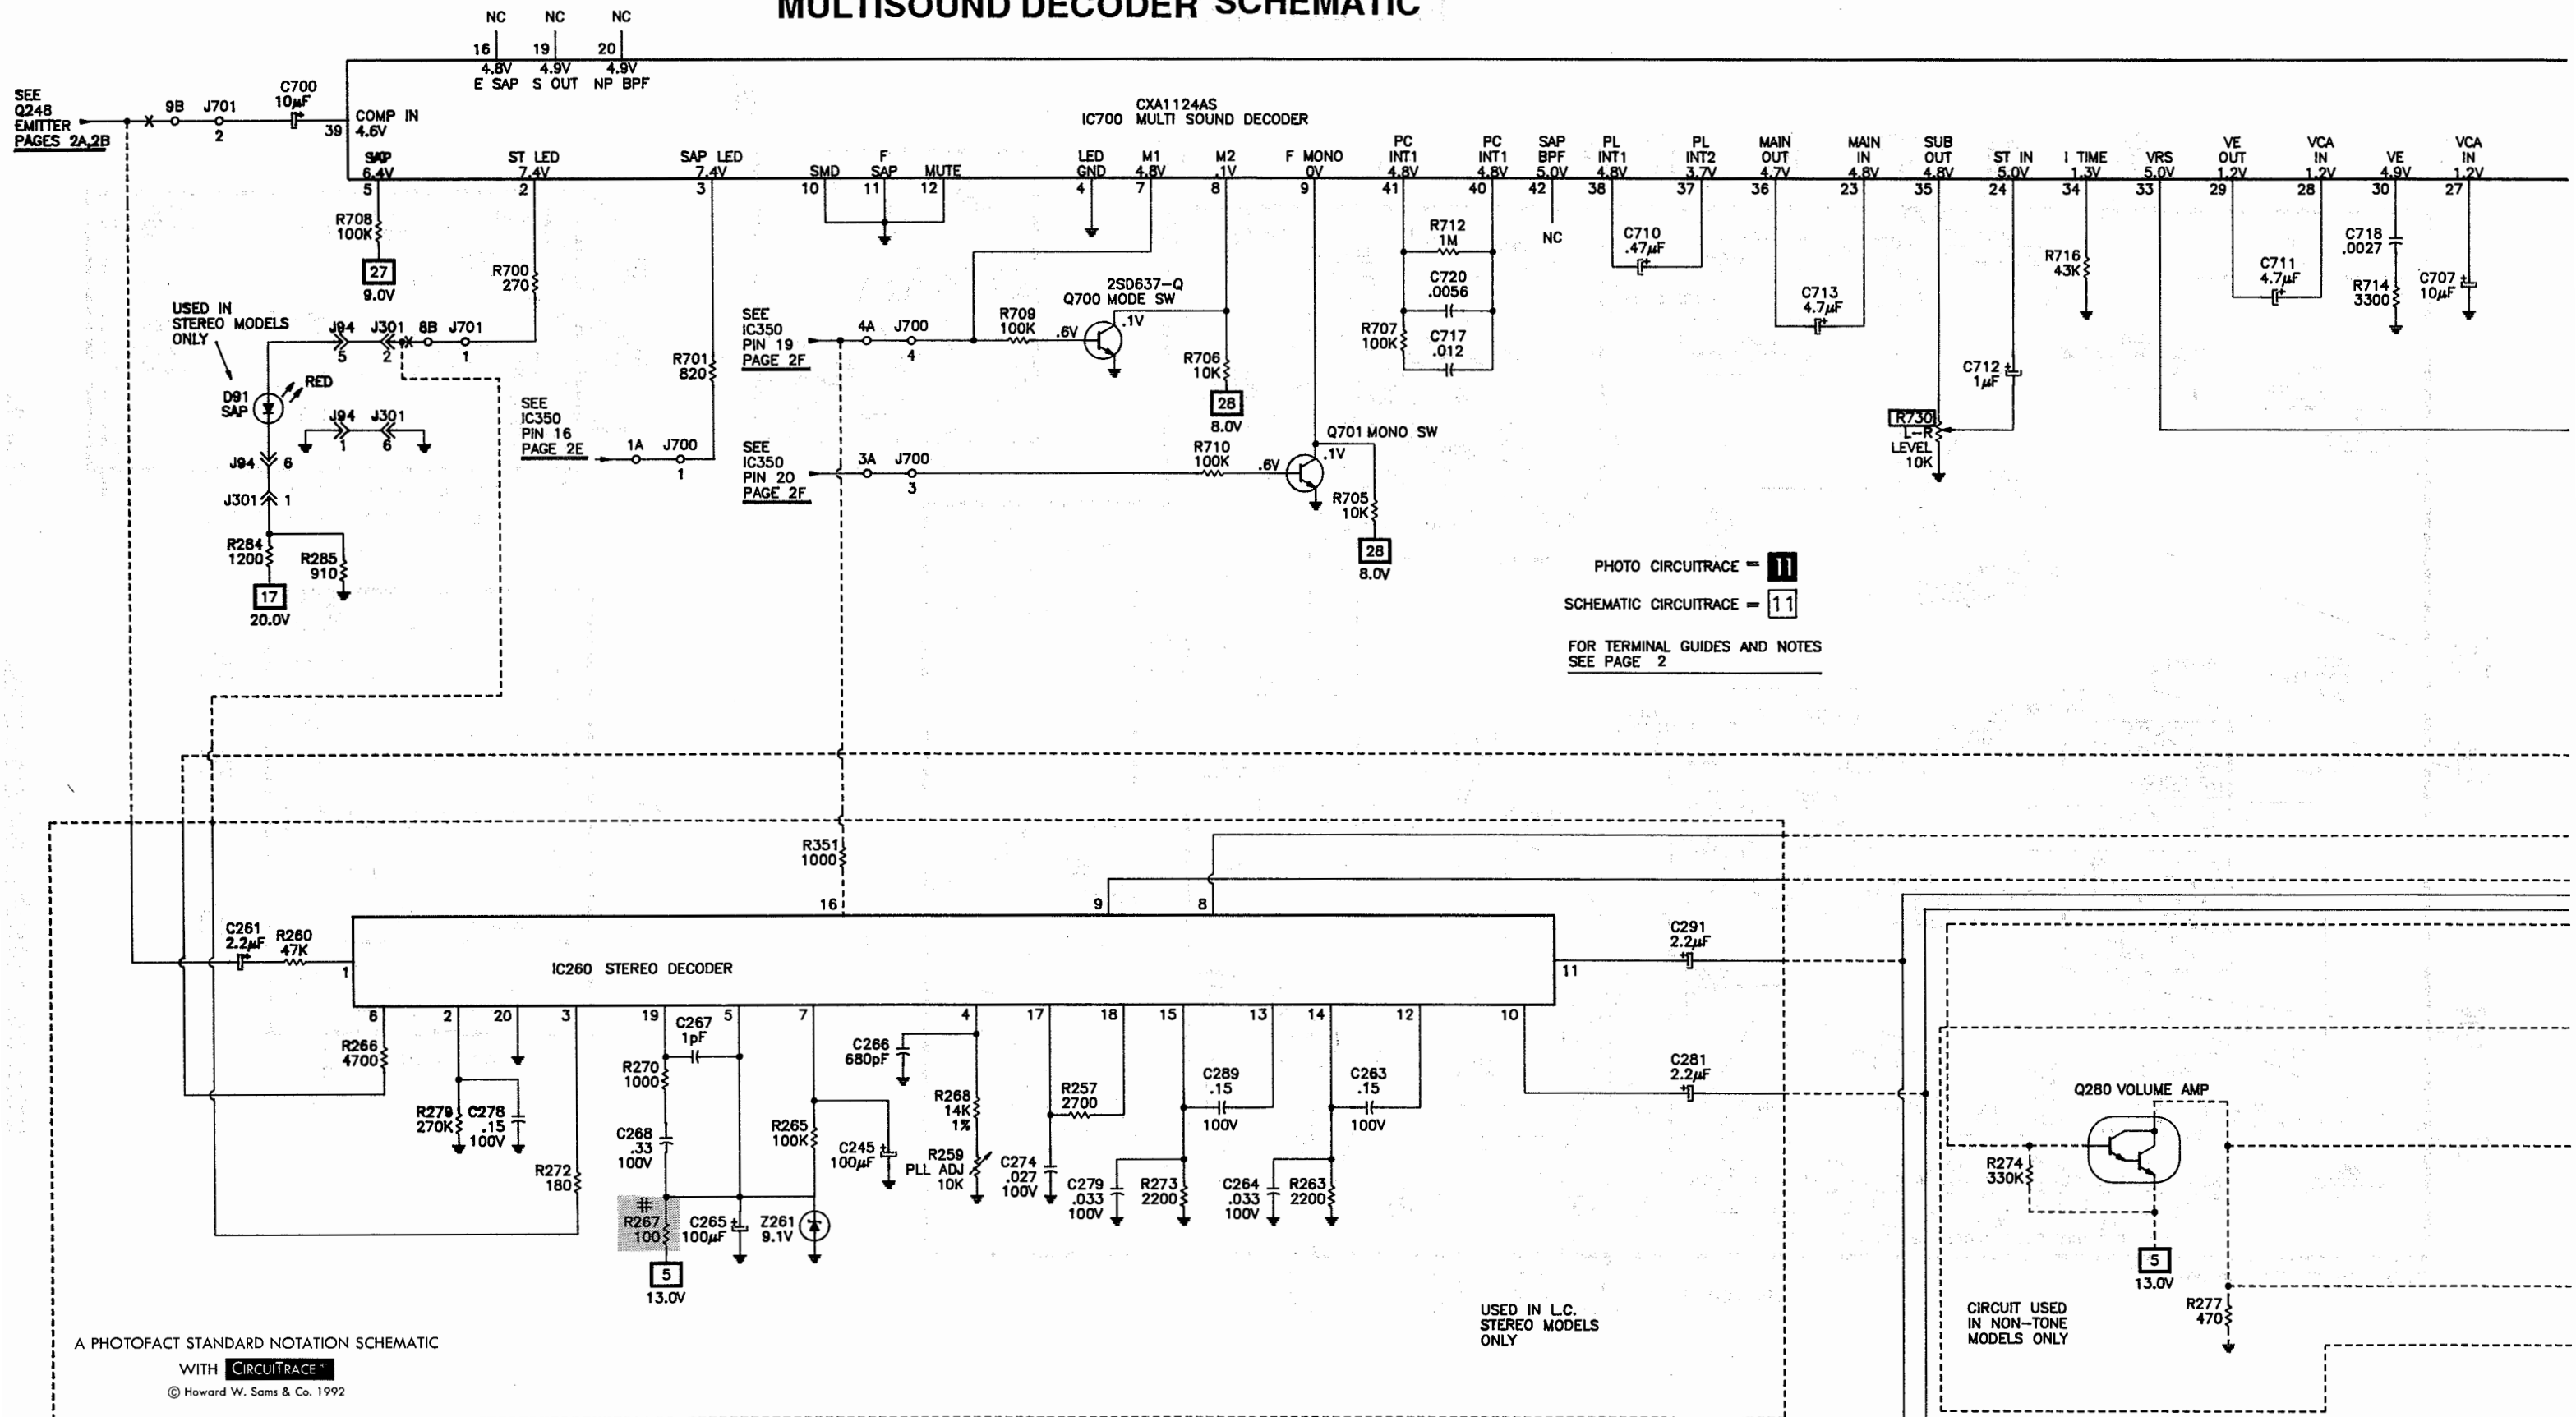 MULTISOUND DECODER SCHEMATIC
NC NC NC
16 19 20
4.8V 4.9V 4.9V
E SAP S OUT NP BPF
SEE
Q248
EMITTER
PAGES 2A,2B
9B J701
2
C700
10µF
39
COMP IN
4.6V
CXA1124AS
IC700 MULTI SOUND DECODER
SAP
6.4V
5
ST LED
7.4V
2
SAP LED
7.4V
3
SMD
10
F
SAP
11
MUTE
12
LED
GND
4
M1
4.8V
7
M2
.1V
8
F MONO
0V
9
PC
INT1
4.8V
41
PC
INT1
4.8V
40
SAP
BPF
5.0V
42
PL
INT1
4.8V
38
PL
INT2
3.7V
37
MAIN
OUT
4.7V
36
MAIN
IN
4.8V
23
SUB
OUT
4.8V
35
ST IN
5.0V
24
I TIME
1.3V
34
VRS
5.0V
33
VE
OUT
1.2V
29
VCA
IN
1.2V
28
VE
4.9V
30
VCA
IN
1.2V
27
R708
100K
27
9.0V
R700
270
USED IN
STEREO MODELS
ONLY
J94 J301 8B J701
5 2 1
RED
D91
SAP
J94 J301
1 6
J94 6
J301 1
R284
1200
R285
910
17
20.0V
R701
820
SEE
IC350
PIN 16
PAGE 2E
1A J700
1
SEE
IC350
PIN 19
PAGE 2F
4A J700
4
R709
100K
.6V
2SD637-Q
Q700 MODE SW
.1V
R706
10K
28
8.0V
SEE
IC350
PIN 20
PAGE 2F
3A J700
3
R710
100K
.6V
Q701 MONO SW
.1V
R705
10K
28
8.0V
R712
1M
C720
.0056
R707
100K
C717
.012
NC
C710
.47µF
C713
4.7µF
C712
1µF
R730
L-R
LEVEL
10K
R716
43K
C711
4.7µF
C718
.0027
R714
3300
C707
10µF
PHOTO CIRCUITRACE = 11
SCHEMATIC CIRCUITRACE = 11
FOR TERMINAL GUIDES AND NOTES
SEE PAGE 2
R351
1000
16 9 8
C261
2.2µF
R260
47K
1
IC260 STEREO DECODER
11
C291
2.2µF
6 2 20 3 19 5 7 4 17 18 15 13 14 12 10
R266
4700
R279
270K
C278
.15
100V
R272
180
C267
1pF
R270
1000
C268
.33
100V
#
R267
100
5
13.0V
C265
100µF
Z261
9.1V
R265
100K
C245
100µF
C266
680pF
R268
14K
1%
R259
PLL ADJ
10K
C274
.027
100V
R257
2700
C289
.15
100V
C279
.033
100V
R273
2200
C263
.15
100V
C264
.033
100V
R263
2200
C281
2.2µF
Q280 VOLUME AMP
R274
330K
5
13.0V
R277
470
USED IN L.C.
STEREO MODELS
ONLY
CIRCUIT USED
IN NON-TONE
MODELS ONLY
A PHOTOFACT STANDARD NOTATION SCHEMATIC
WITH CIRCUITRACE
© Howard W. Sams & Co. 1992